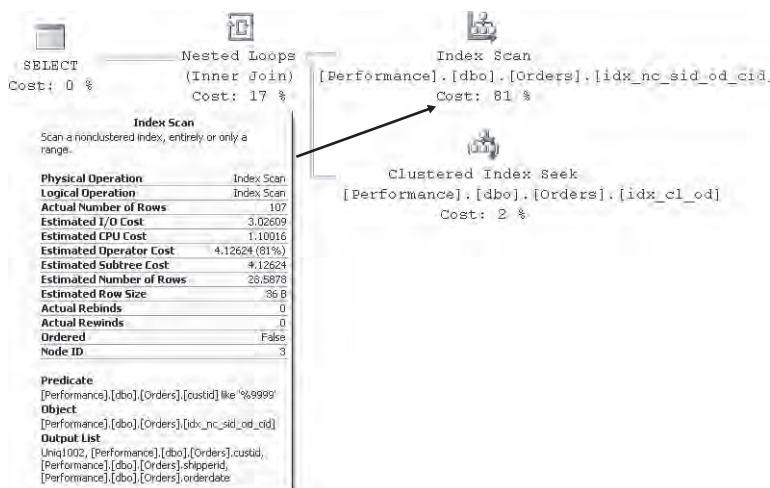 SELECT
Cost: 0 %
Nested Loops
(Inner Join)
Cost: 17 %
Index Scan
[Performance].[dbo].[Orders].[idx_nc_sid_od_cid]
Cost: 81 %
Clustered Index Seek
[Performance].[dbo].[Orders].[idx_cl_od]
Cost: 2 %
Index Scan
Scan a nonclustered index, entirely or only a
range.
Physical Operation Index Scan
Logical Operation Index Scan
Actual Number of Rows 107
Estimated I/O Cost 3.02609
Estimated CPU Cost 1.10016
Estimated Operator Cost 4.12624 (81%)
Estimated Subtree Cost 4.12624
Estimated Number of Rows 28.5878
Estimated Row Size 36 B
Actual Rebinds 0
Actual Rewinds 0
Ordered False
Node ID 3
Predicate
[Performance].[dbo].[Orders].[custid] like '%9999'
Object
[Performance].[dbo].[Orders].[idx_nc_sid_od_cid]
Output List
Uniq1002, [Performance].[dbo].[Orders].custid,
[Performance].[dbo].[Orders].shipperid,
[Performance].[dbo].[Orders].orderdate